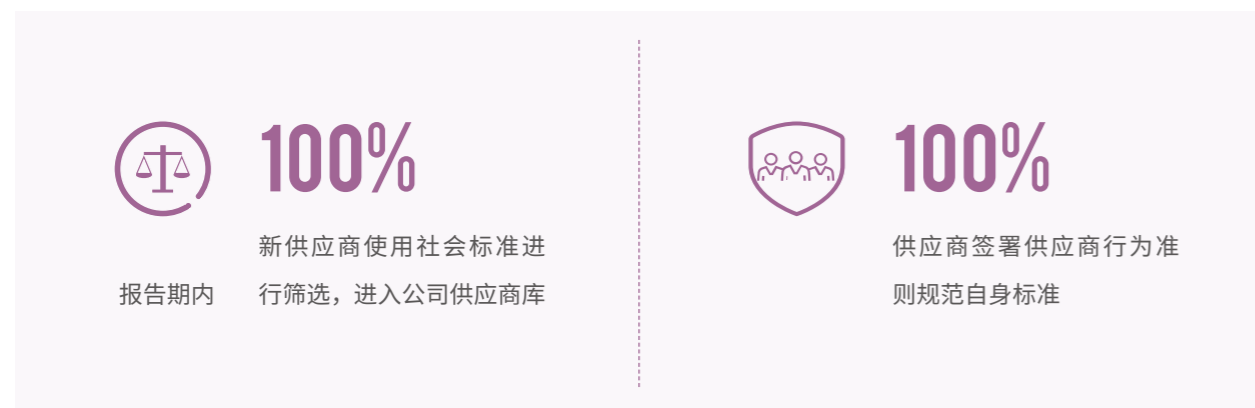 100%
新供应商使用社会标准进
报告期内 行筛选，进入公司供应商库
100%
供应商签署供应商行为准
则规范自身标准